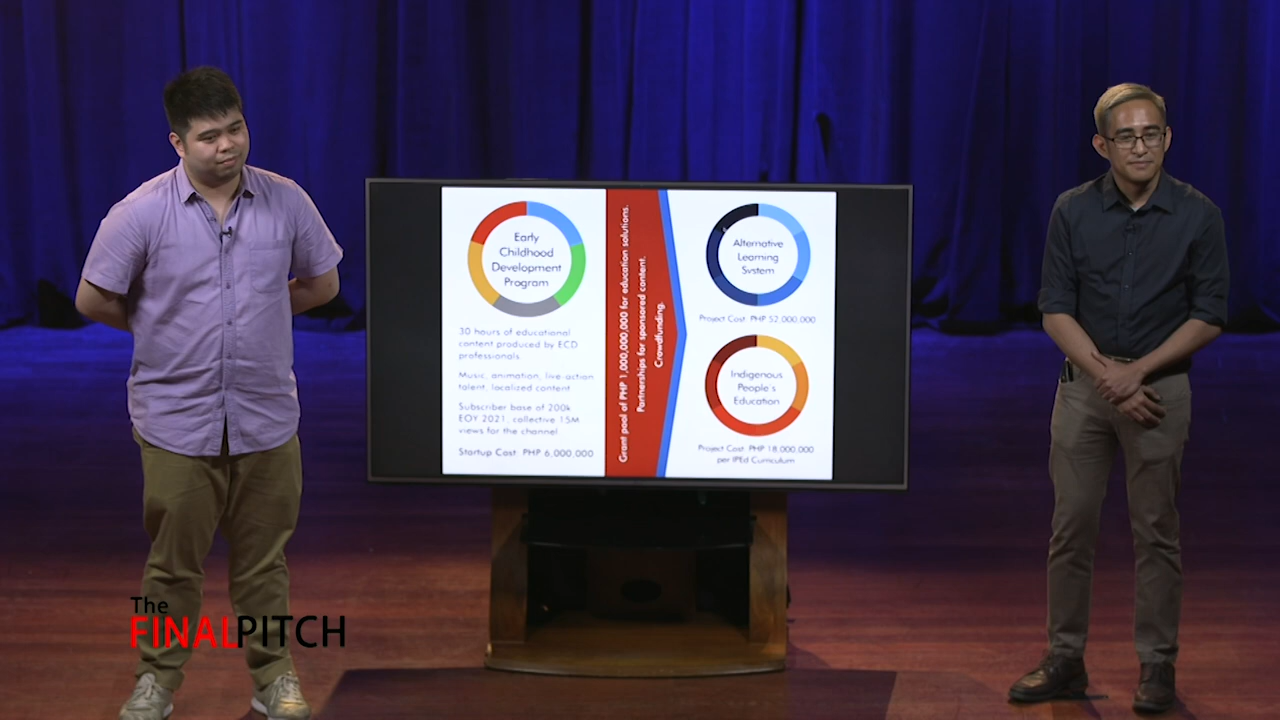 Early
Childhood
Development
Program
30 hours of educational
content produced by ECD
professionals.
Music, animation, live-action
talent, localized content
Subscriber base of 200k
EOY 2021, collective 15M
views for the channel.
Startup Cost: PHP 6,000,000
Grant pool of PHP 1,000,000,000 for education solutions.
Partnerships for sponsored content.
Crowdfunding.
Alternative
Learning
System
Project Cost: PHP 52,000,000
Indigenous
People's
Education
Project Cost: PHP 18,000,000
per IPEd Curriculum
The
FINALPITCH